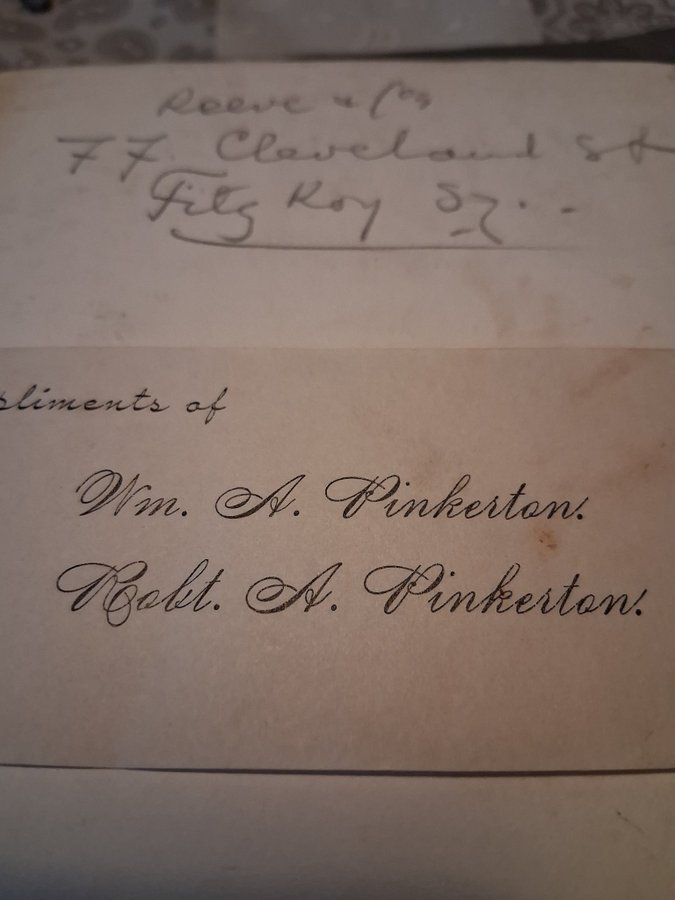 Reeve & Co
77 Cleveland St
Fitz Roy Sq.
pliments of
Wm. A. Pinkerton.
Robt. A. Pinkerton.